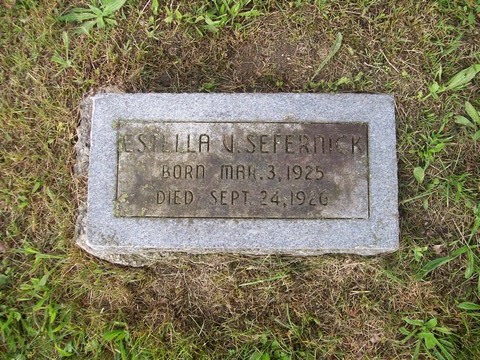 ESTELLA V. SEFERNICK
BORN MAR. 3, 1925
DIED SEPT. 24, 1926